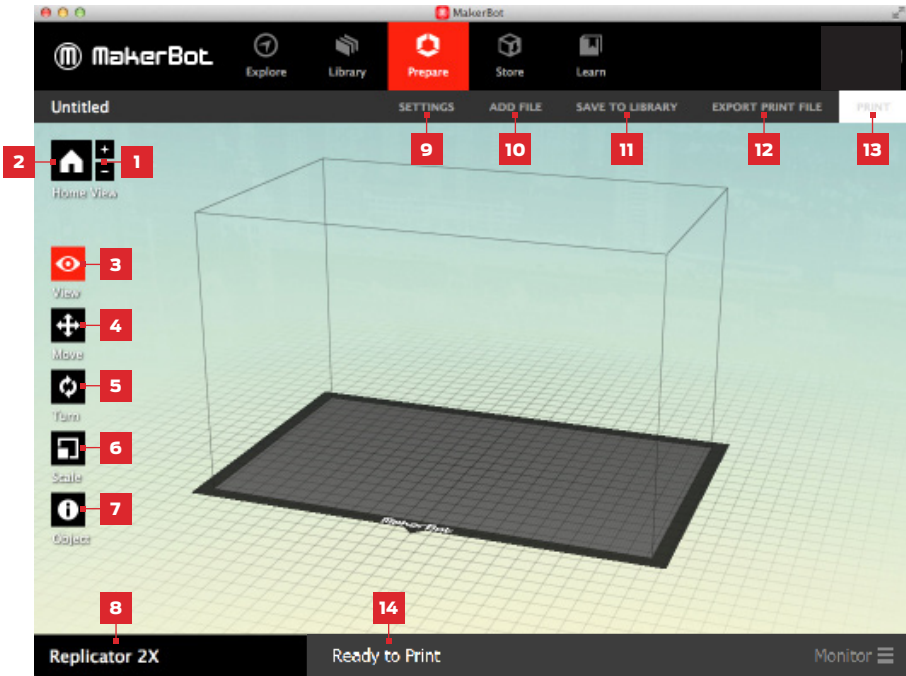 MakerBot
MakerBot
Explore
Library
Prepare
Store
Learn
Untitled
SETTINGS
ADD FILE
SAVE TO LIBRARY
EXPORT PRINT FILE
PRINT
9
10
11
12
13
2
+
1
−
Home View
3
View
4
Move
5
Turn
6
Scale
7
Object
MakerBot
8
14
Replicator 2X
Ready to Print
Monitor